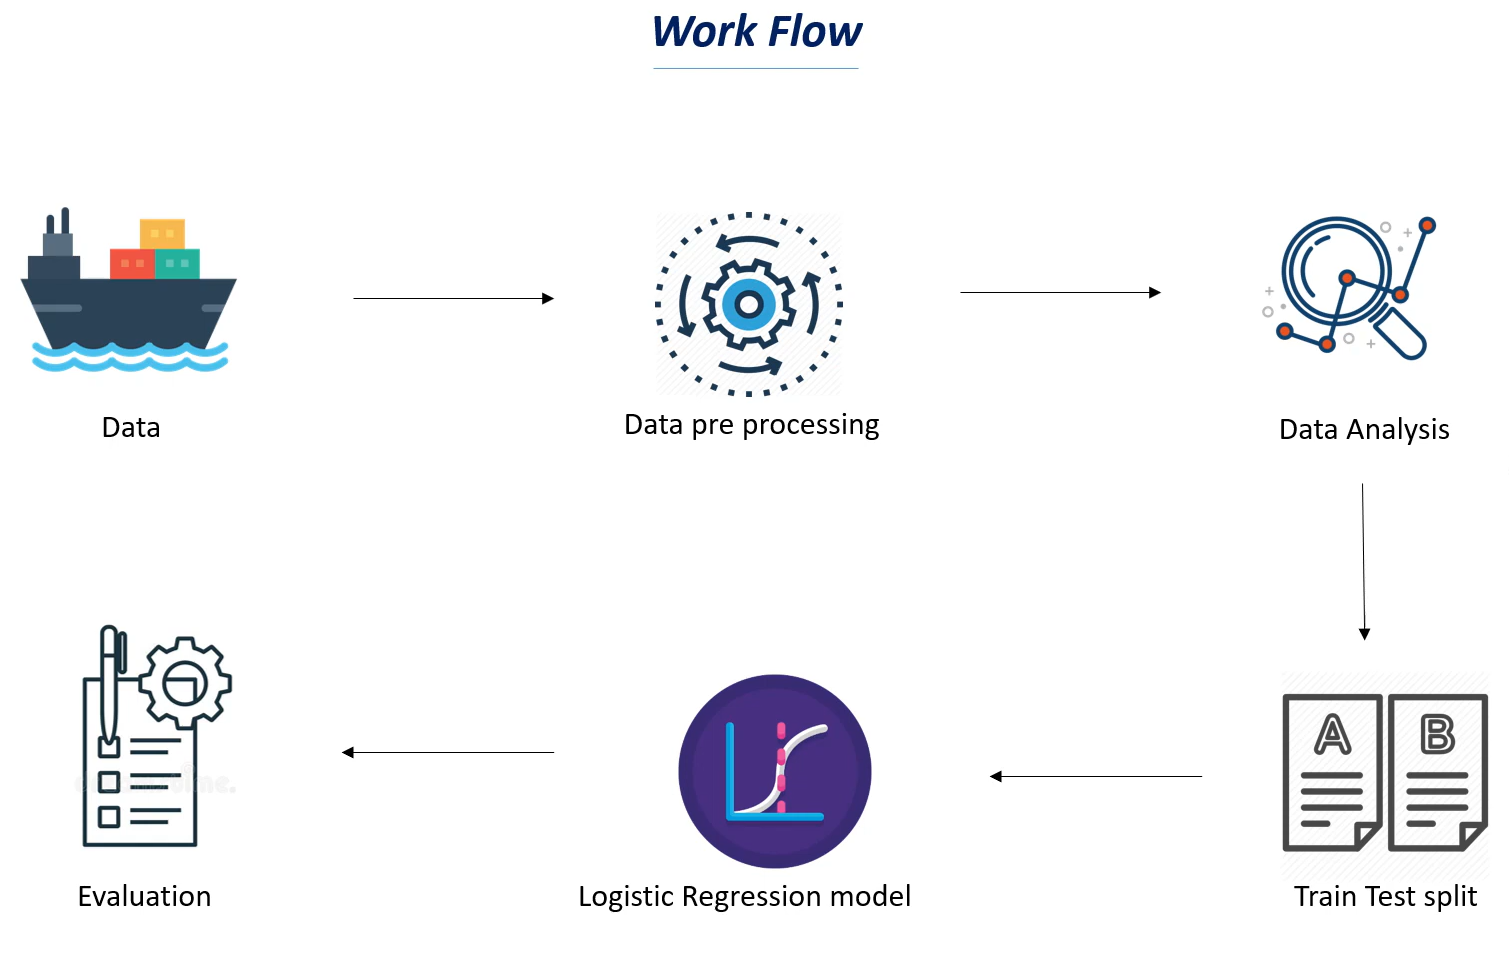 Work Flow
Data
Data pre processing
Data Analysis
A
B
Evaluation
Logistic Regression model
Train Test split